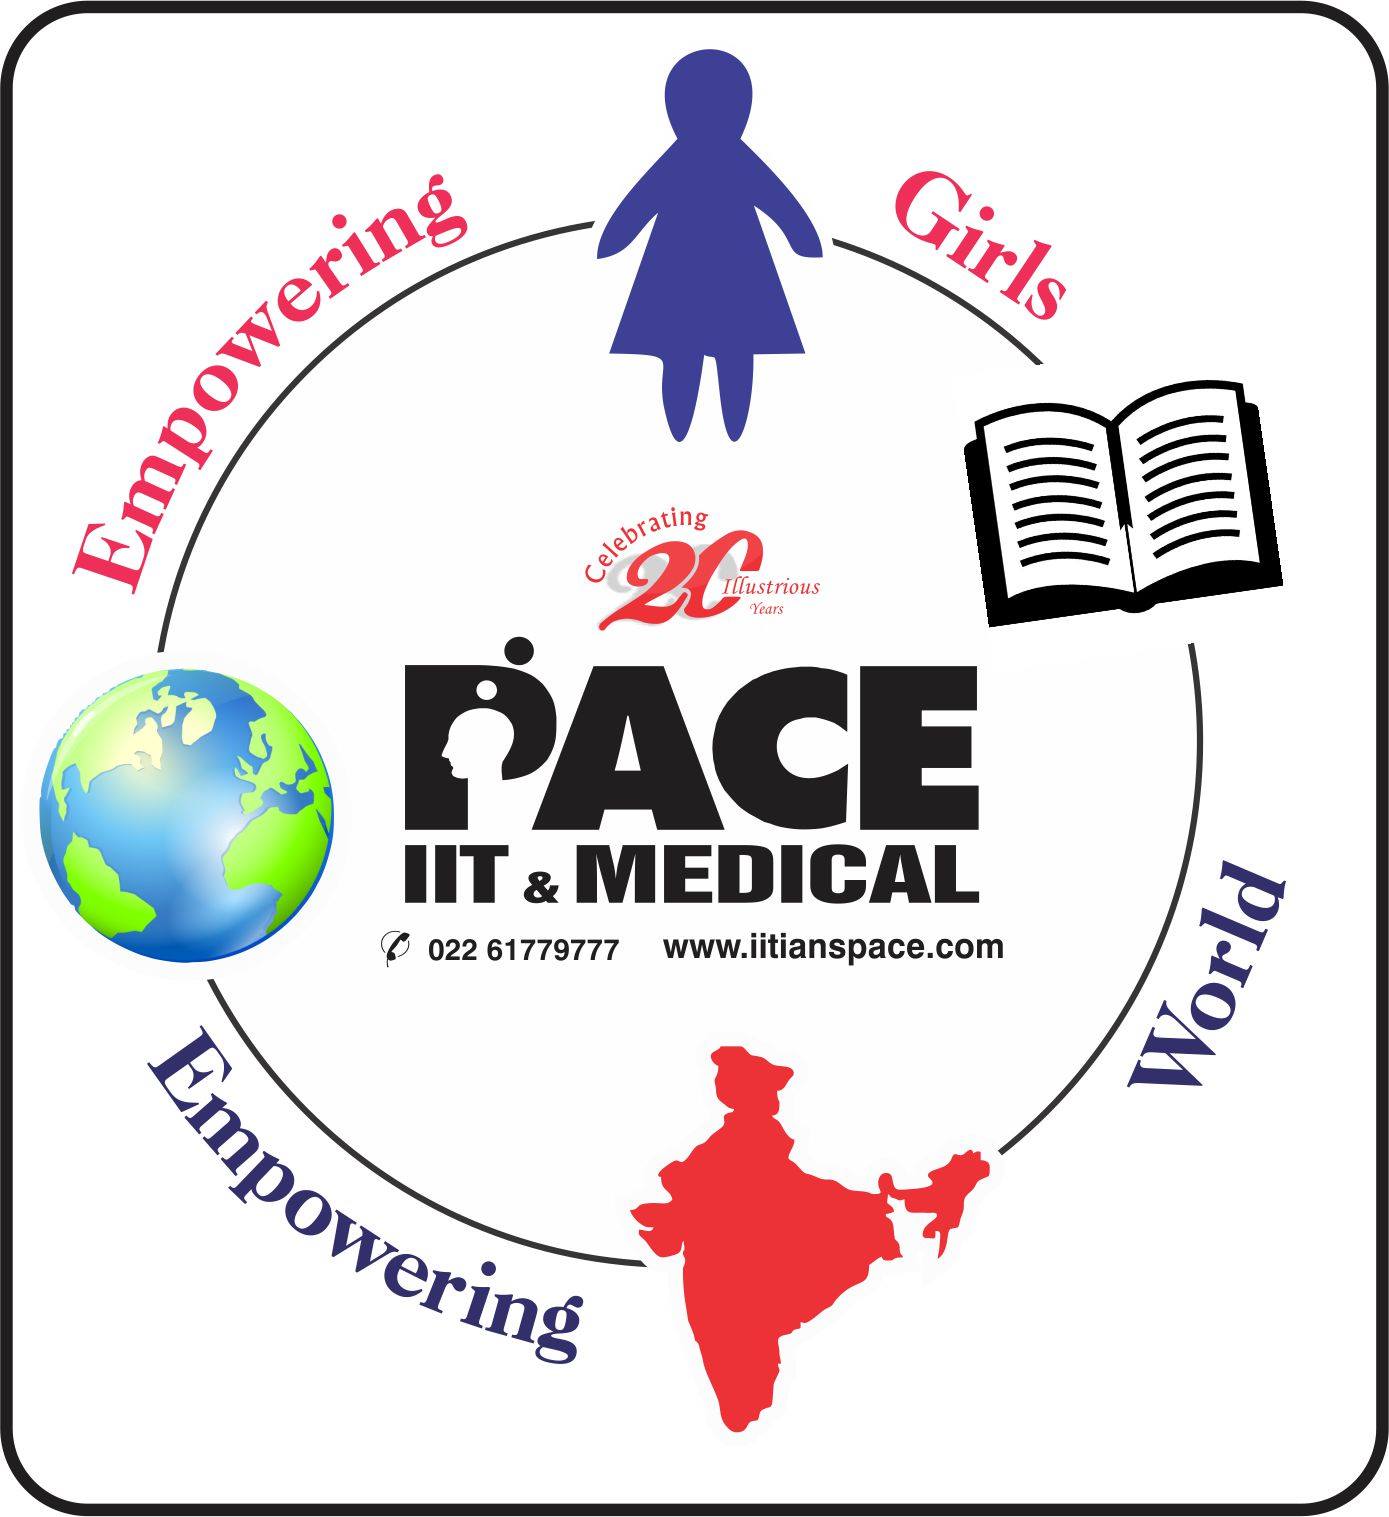 Empowering Girls
Celebrating
20
Illustrious
Years
PACE
IIT & MEDICAL
022 61779777 www.iitianspace.com
Empowering World